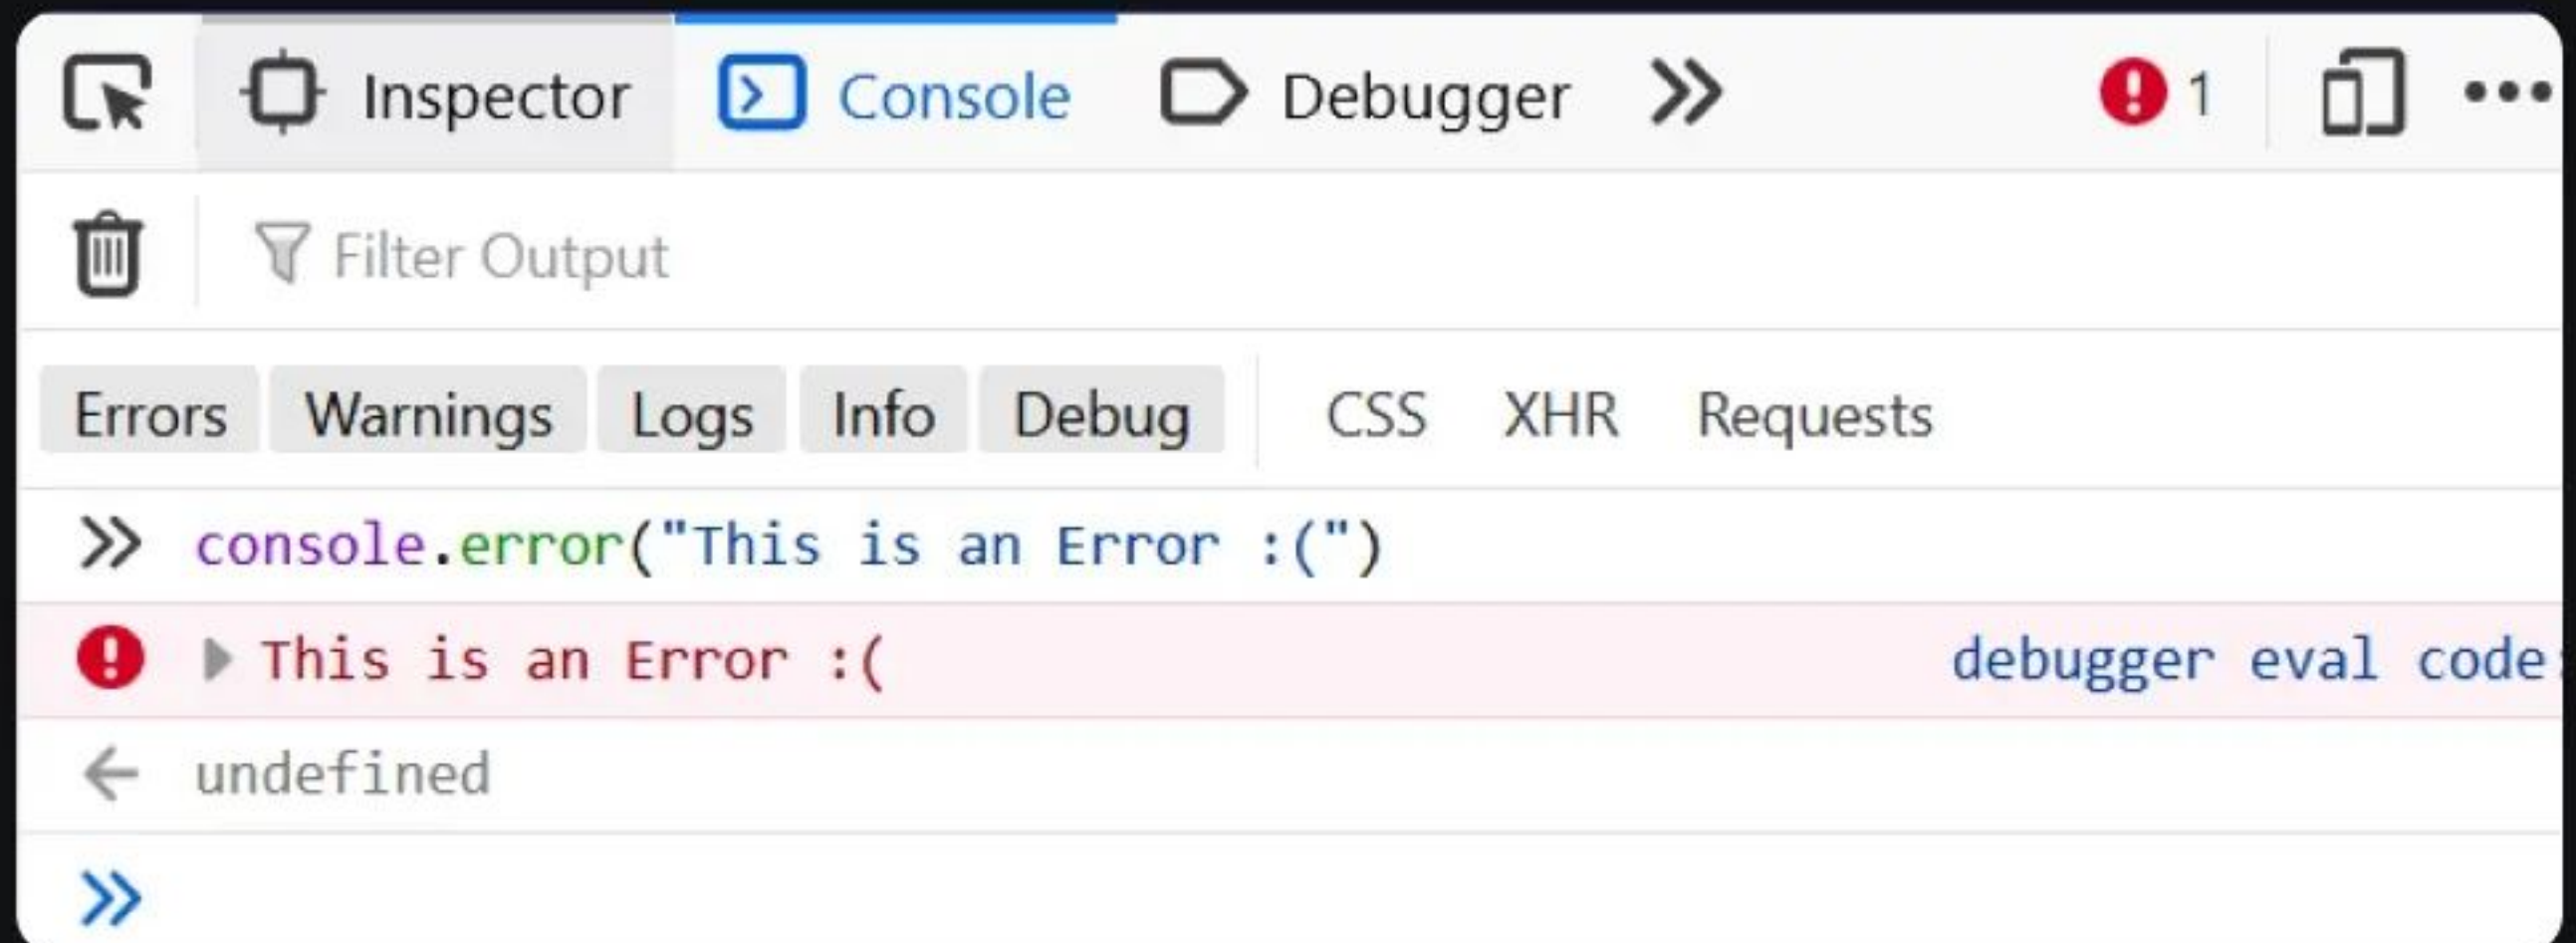 Inspector Console Debugger 1
Filter Output
Errors Warnings Logs Info Debug CSS XHR Requests
console.error("This is an Error :(")
This is an Error :( debugger eval code:
undefined